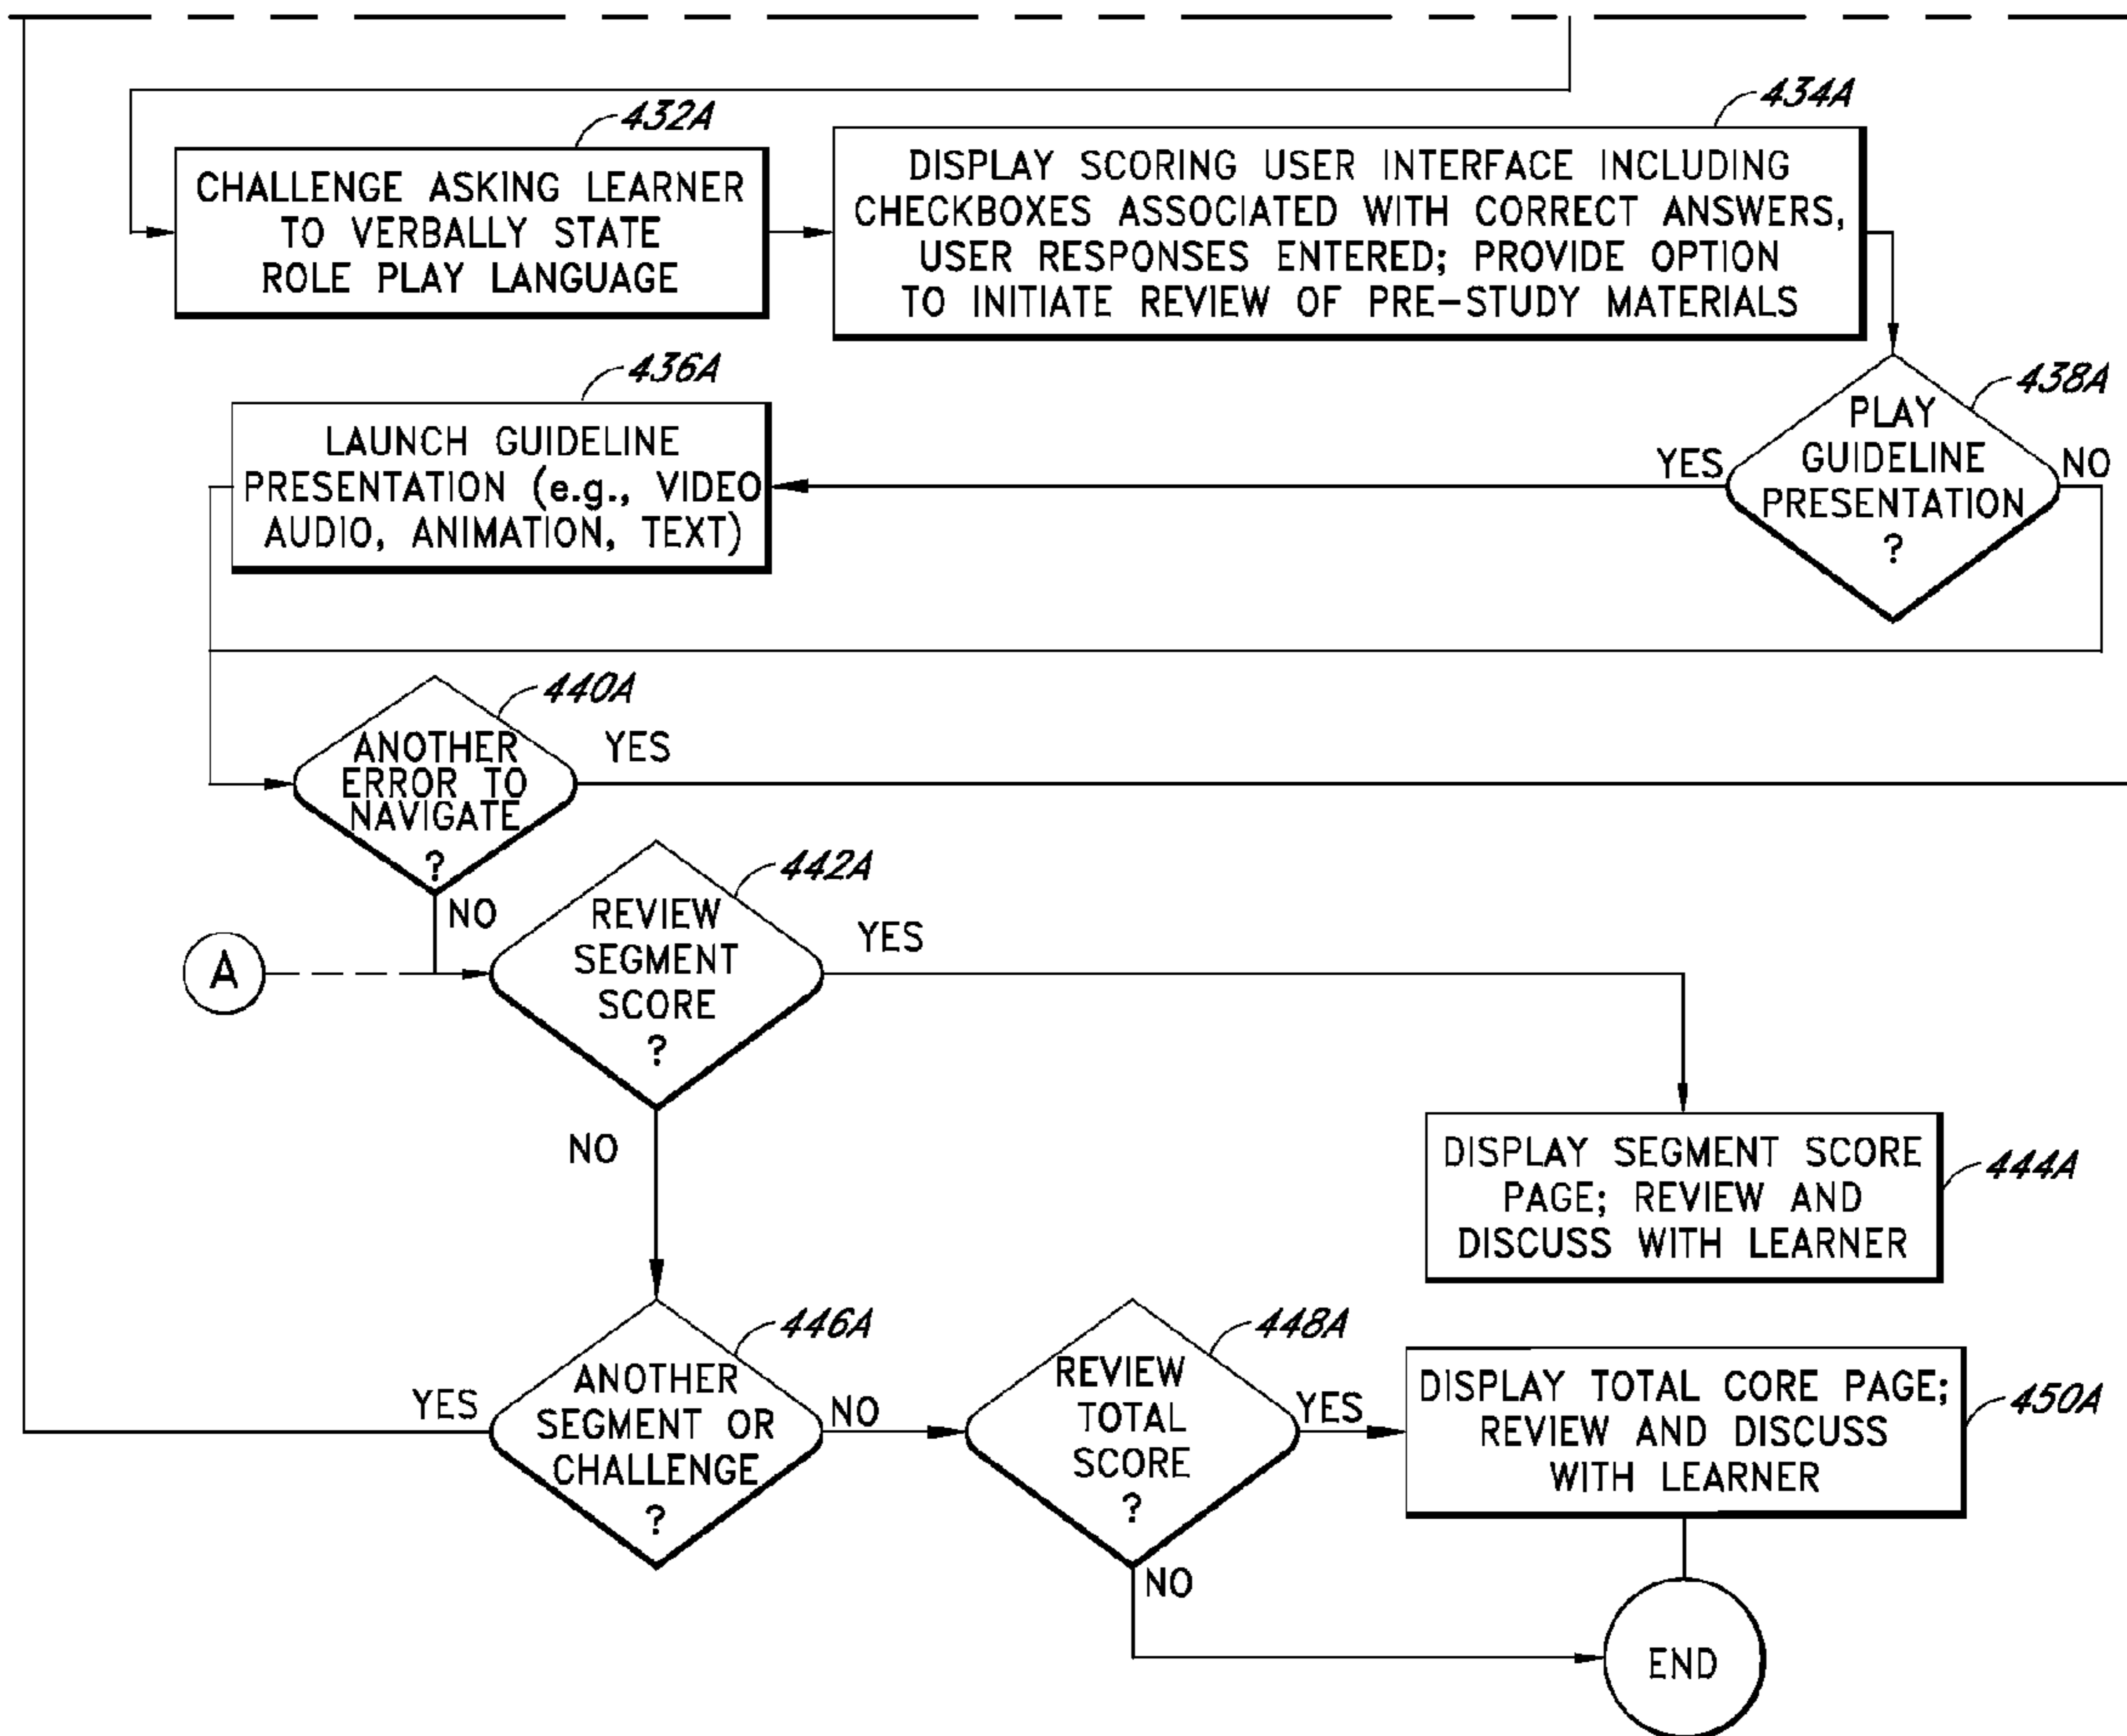 432A
CHALLENGE ASKING LEARNER
TO VERBALLY STATE
ROLE PLAY LANGUAGE
434A
DISPLAY SCORING USER INTERFACE INCLUDING
CHECKBOXES ASSOCIATED WITH CORRECT ANSWERS,
USER RESPONSES ENTERED; PROVIDE OPTION
TO INITIATE REVIEW OF PRE-STUDY MATERIALS
436A
LAUNCH GUIDELINE
PRESENTATION (e.g., VIDEO
AUDIO, ANIMATION, TEXT)
438A
PLAY
GUIDELINE
PRESENTATION
?
YES
NO
440A
ANOTHER
ERROR TO
NAVIGATE
?
YES
NO
A
442A
REVIEW
SEGMENT
SCORE
?
YES
NO
DISPLAY SEGMENT SCORE
PAGE; REVIEW AND
DISCUSS WITH LEARNER
444A
446A
ANOTHER
SEGMENT OR
CHALLENGE
?
YES
NO
448A
REVIEW
TOTAL
SCORE
?
YES
NO
DISPLAY TOTAL CORE PAGE;
REVIEW AND DISCUSS
WITH LEARNER
450A
END